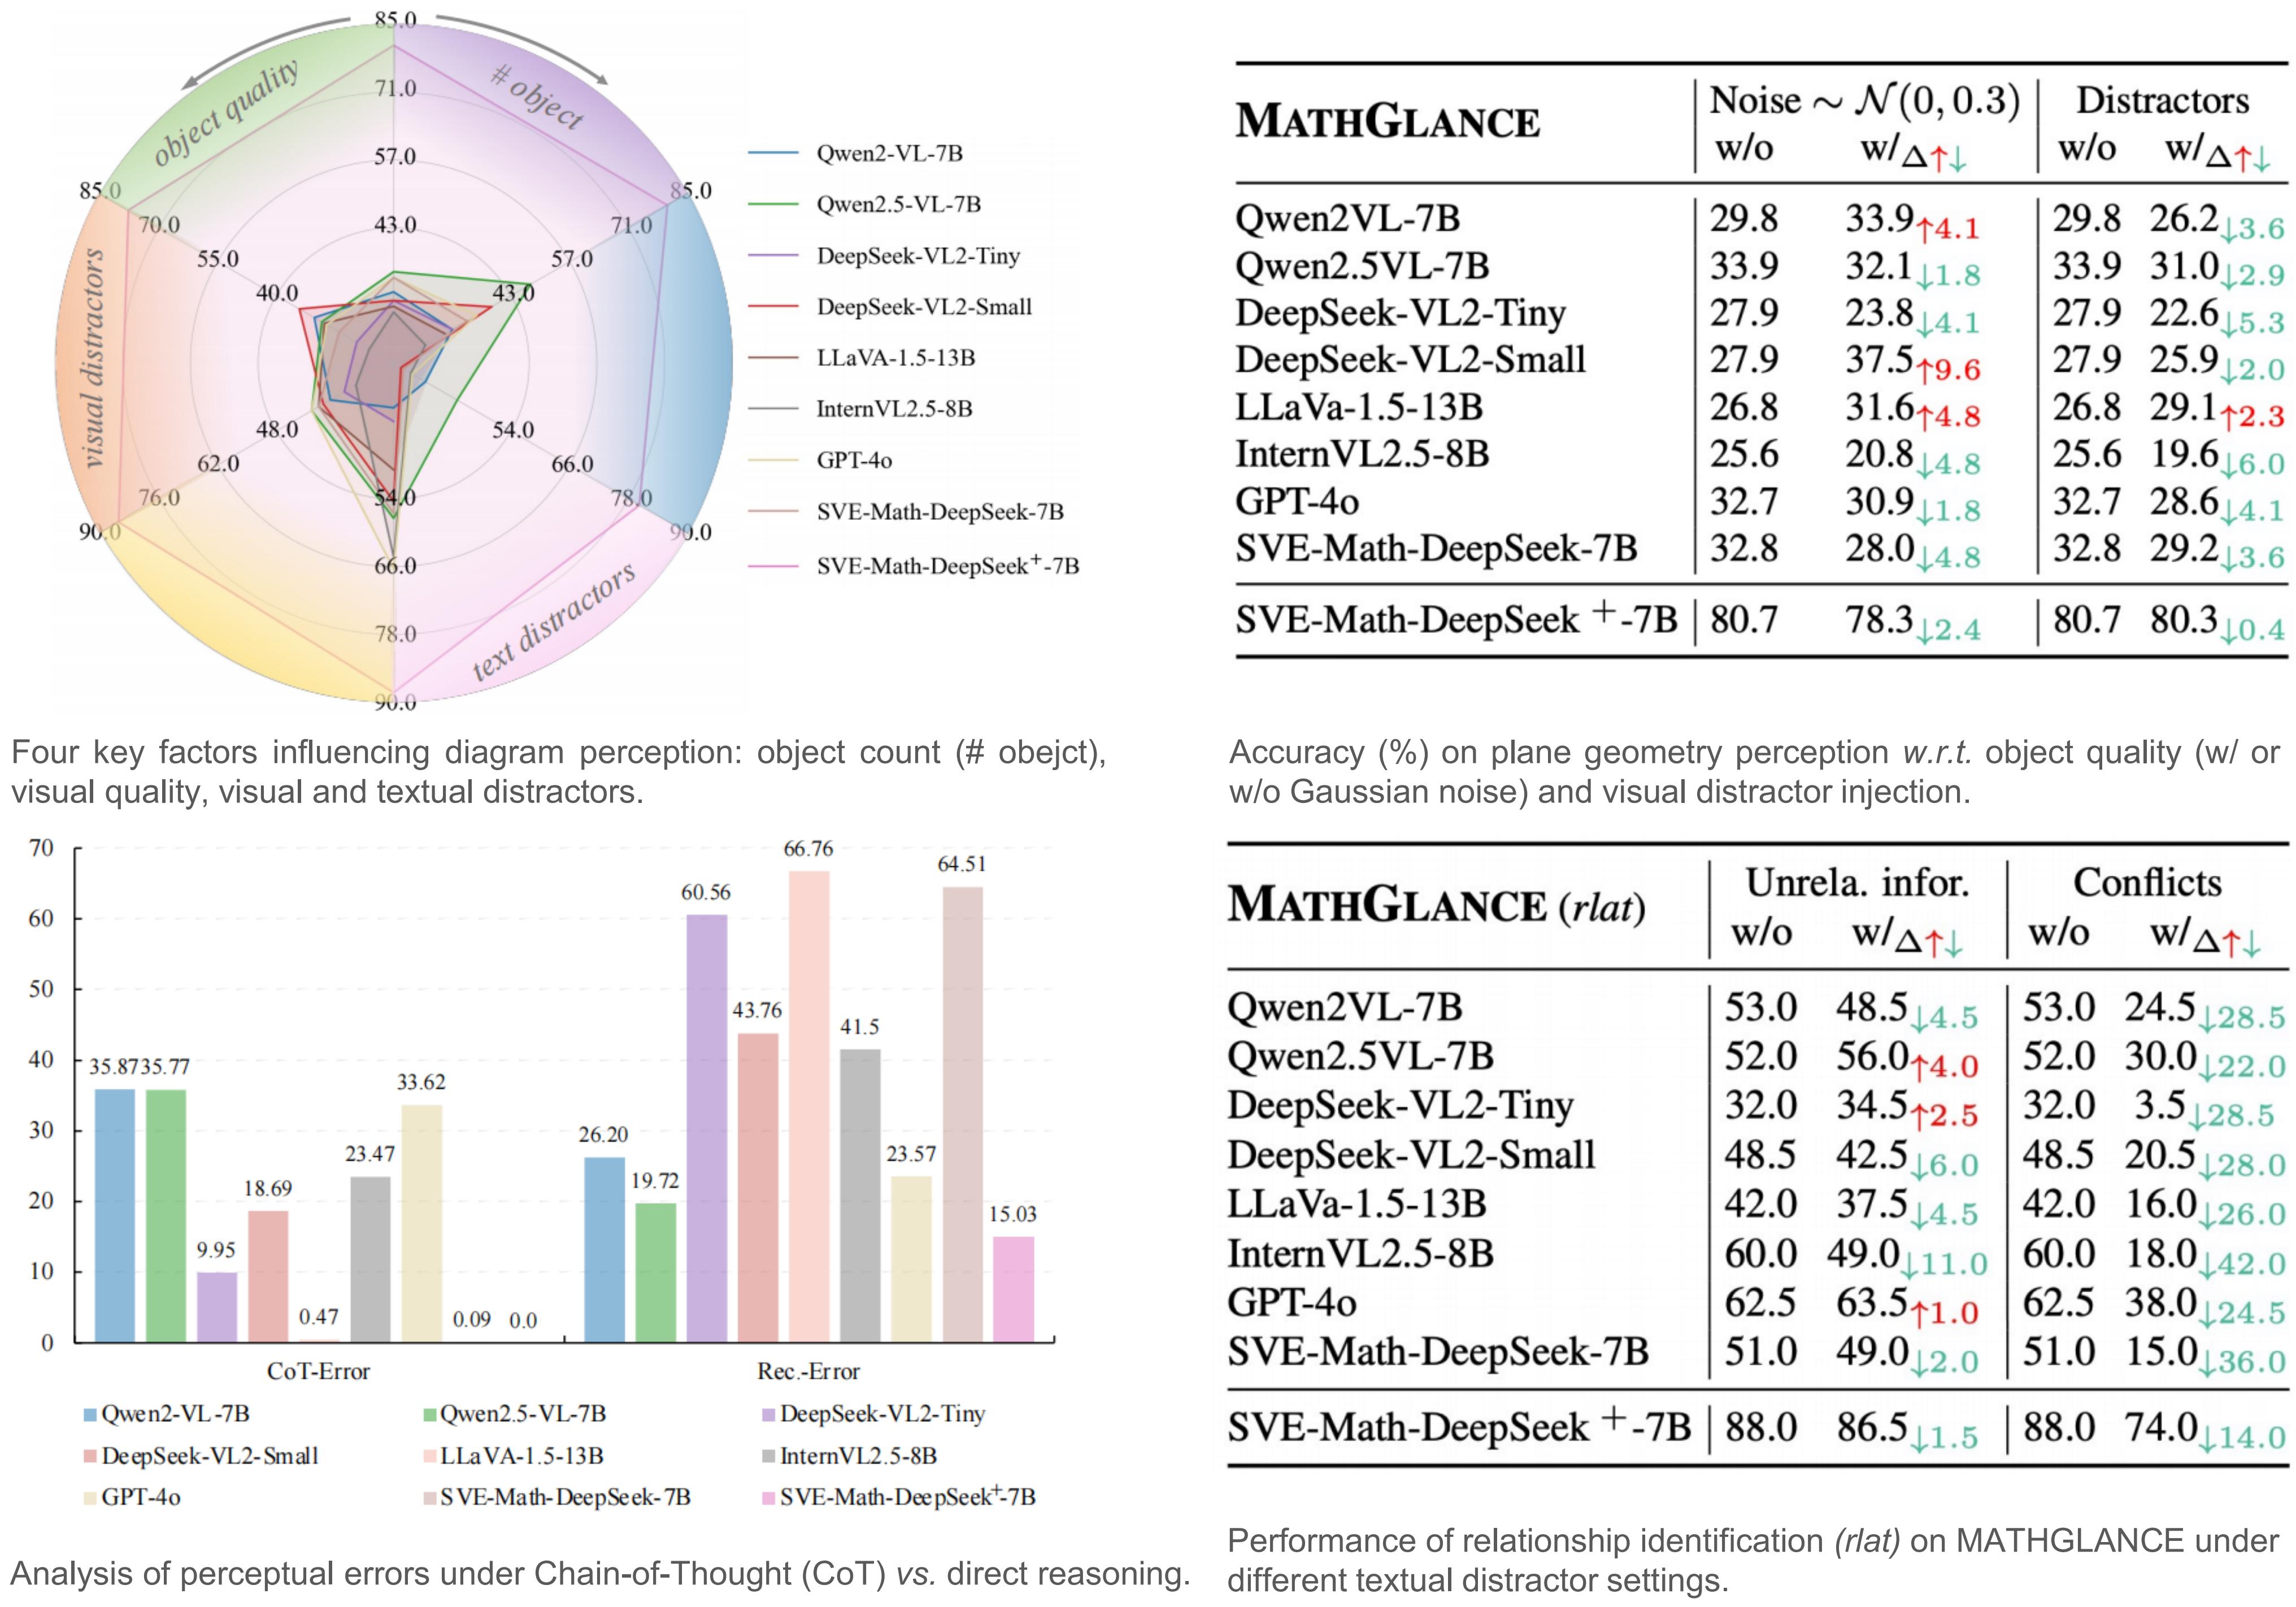 85.0
object quality
# object
71.0
57.0
85.0
85.0
70.0
71.0
43.0
55.0
57.0
40.0
43.0
visual distractors
48.0
54.0
62.0
66.0
76.0
54.0
78.0
90.0
90.0
66.0
78.0
text distractors
90.0
Qwen2-VL-7B
Qwen2.5-VL-7B
DeepSeek-VL2-Tiny
DeepSeek-VL2-Small
LLaVA-1.5-13B
InternVL2.5-8B
GPT-4o
SVE-Math-DeepSeek-7B
SVE-Math-DeepSeek⁺-7B
Four key factors influencing diagram perception: object count (# obejct),
visual quality, visual and textual distractors.
MATHGLANCE Noise ∼ 𝒩(0, 0.3) Distractors
w/o w/Δ↑↓ w/o w/Δ↑↓
Qwen2VL-7B 29.8 33.9↑4.1 29.8 26.2↓3.6
Qwen2.5VL-7B 33.9 32.1↓1.8 33.9 31.0↓2.9
DeepSeek-VL2-Tiny 27.9 23.8↓4.1 27.9 22.6↓5.3
DeepSeek-VL2-Small 27.9 37.5↑9.6 27.9 25.9↓2.0
LLaVa-1.5-13B 26.8 31.6↑4.8 26.8 29.1↑2.3
InternVL2.5-8B 25.6 20.8↓4.8 25.6 19.6↓6.0
GPT-4o 32.7 30.9↓1.8 32.7 28.6↓4.1
SVE-Math-DeepSeek-7B 32.8 28.0↓4.8 32.8 29.2↓3.6
SVE-Math-DeepSeek ⁺-7B 80.7 78.3↓2.4 80.7 80.3↓0.4
Accuracy (%) on plane geometry perception w.r.t. object quality (w/ or
w/o Gaussian noise) and visual distractor injection.
70
60
50
40
30
20
10
0
35.87 35.77 9.95 18.69 0.47 23.47 33.62 0.09 0.0
26.20 19.72 60.56 43.76 66.76 41.5 23.57 64.51 15.03
CoT-Error Rec.-Error
Qwen2-VL-7B Qwen2.5-VL-7B DeepSeek-VL2-Tiny
DeepSeek-VL2-Small LLaVA-1.5-13B InternVL2.5-8B
GPT-4o SVE-Math-DeepSeek-7B SVE-Math-DeepSeek⁺-7B
Analysis of perceptual errors under Chain-of-Thought (CoT) vs. direct reasoning.
MATHGLANCE (rlat) Unrela. infor. Conflicts
w/o w/Δ↑↓ w/o w/Δ↑↓
Qwen2VL-7B 53.0 48.5↓4.5 53.0 24.5↓28.5
Qwen2.5VL-7B 52.0 56.0↑4.0 52.0 30.0↓22.0
DeepSeek-VL2-Tiny 32.0 34.5↑2.5 32.0 3.5↓28.5
DeepSeek-VL2-Small 48.5 42.5↓6.0 48.5 20.5↓28.0
LLaVa-1.5-13B 42.0 37.5↓4.5 42.0 16.0↓26.0
InternVL2.5-8B 60.0 49.0↓11.0 60.0 18.0↓42.0
GPT-4o 62.5 63.5↑1.0 62.5 38.0↓24.5
SVE-Math-DeepSeek-7B 51.0 49.0↓2.0 51.0 15.0↓36.0
SVE-Math-DeepSeek ⁺-7B 88.0 86.5↓1.5 88.0 74.0↓14.0
Performance of relationship identification (rlat) on MATHGLANCE under
different textual distractor settings.